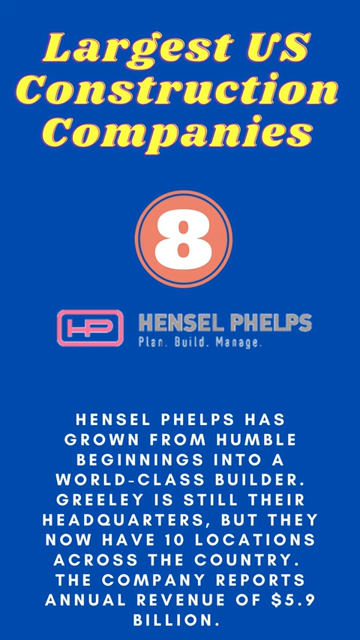 Largest US
Construction
Companies
8
HP HENSEL PHELPS
Plan. Build. Manage.
HENSEL PHELPS HAS
GROWN FROM HUMBLE
BEGINNINGS INTO A
WORLD-CLASS BUILDER.
GREELEY IS STILL THEIR
HEADQUARTERS, BUT THEY
NOW HAVE 10 LOCATIONS
ACROSS THE COUNTRY.
THE COMPANY REPORTS
ANNUAL REVENUE OF $5.9
BILLION.